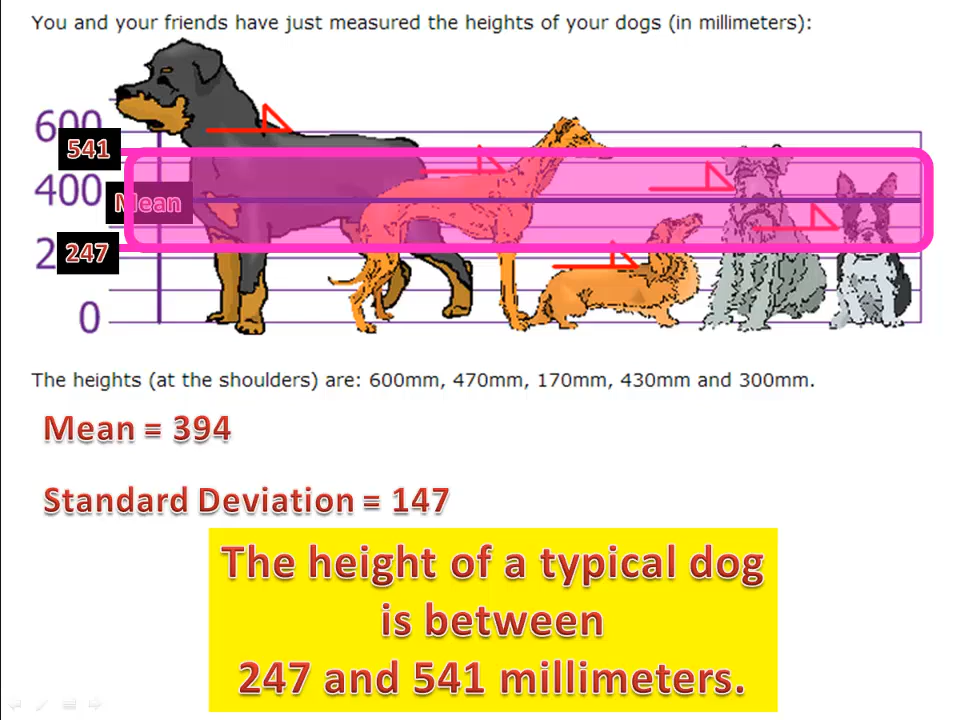 You and your friends have just measured the heights of your dogs (in millimeters):
600
541
400
Mean
2
247
0
The heights (at the shoulders) are: 600mm, 470mm, 170mm, 430mm and 300mm.
Mean = 394
Standard Deviation = 147
The height of a typical dog
is between
247 and 541 millimeters.